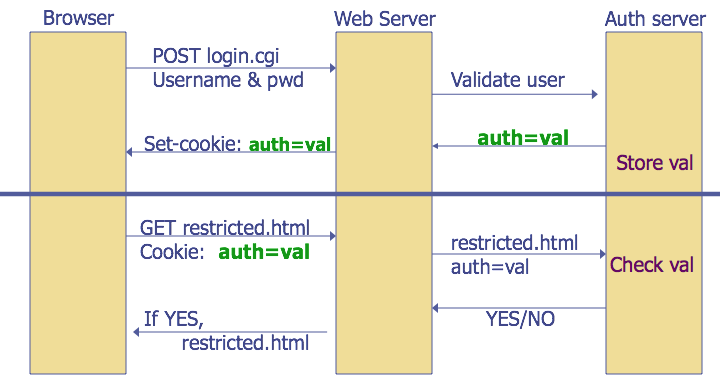 Browser
Web Server
Auth server
POST login.cgi
Username & pwd
Validate user
auth=val
Set-cookie: auth=val
Store val
GET restricted.html
Cookie: auth=val
restricted.html
auth=val
Check val
YES/NO
If YES,
restricted.html